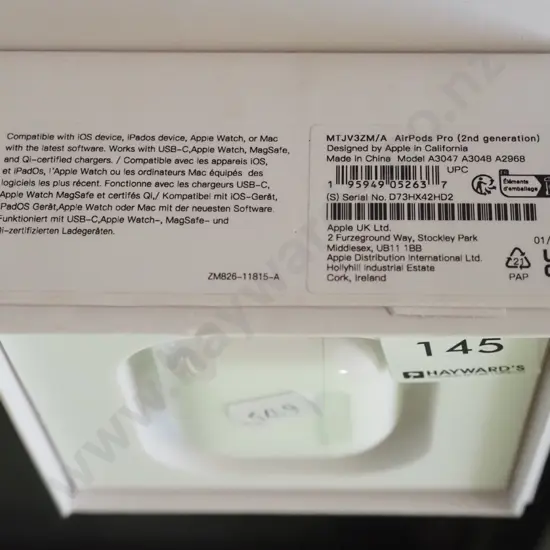 Compatible with iOS device, iPados device, Apple Watch, or Mac
with the latest software. Works with USB-C,Apple Watch, MagSafe,
and Qi-certified chargers. / Compatible avec les appareils iOS,
et iPadOs, l'Apple Watch ou les ordinateurs Mac équipés des
logiciels les plus récent. Fonctionne avec les chargeurs USB-C,
Apple Watch MagSafe et certifés Qi,/ Kompatibel mit iOS-Gerät,
PadOS Gerät,Apple Watch oder Mac mit der neuesten Software.
Funktioniert mit USB-C,Apple Watch-, MagSafe- und
i-zertifizierten Ladegeräten.
ZM826-11815-A
MTJV3ZM/A AirPods Pro (2nd generation)
Designed by Apple in California
Made in China Model A3047 A3048 A2968
UPC
1 95949 05263 7
Éléments
d'emballage
(S) Serial No. D73HX42HD2
Apple UK Ltd.
2 Furzeground Way, Stockley Park
Middlesex, UB11 1BB
Apple Distribution International Ltd.
Hollyhill Industrial Estate
Cork, Ireland
01/
21
PAP
145
HAYWARD'S